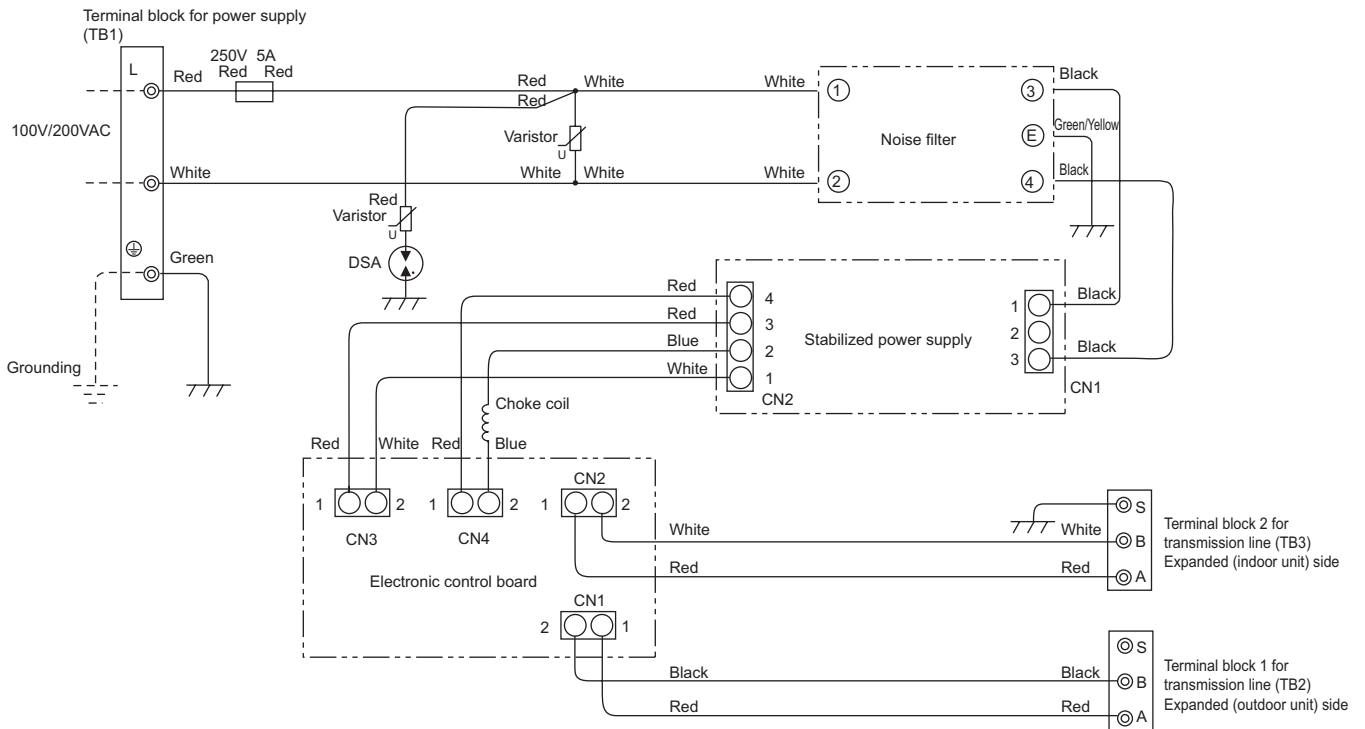 Terminal block for power supply
(TB1)
L
250V 5A
Red
Red Red
Red
Red
White
White
100V/200VAC
Varistor
U
White
White White
White
Red
Varistor
U
DSA
Green
Grounding
1
2
3
E
4
Noise filter
Black
Green/Yellow
Black
Red
Red
Blue
White
4
3
2
1
CN2
Stabilized power supply
1
2
3
CN1
Black
Black
Choke coil
Red White Red Blue
1 2
CN3
1 2
CN4
CN2
1 2
Electronic control board
CN1
2 1
White White
Red Red
Black Black
Red Red
S
B
A
Terminal block 2 for
transmission line (TB3)
Expanded (indoor unit) side
S
B
A
Terminal block 1 for
transmission line (TB2)
Expanded (outdoor unit) side